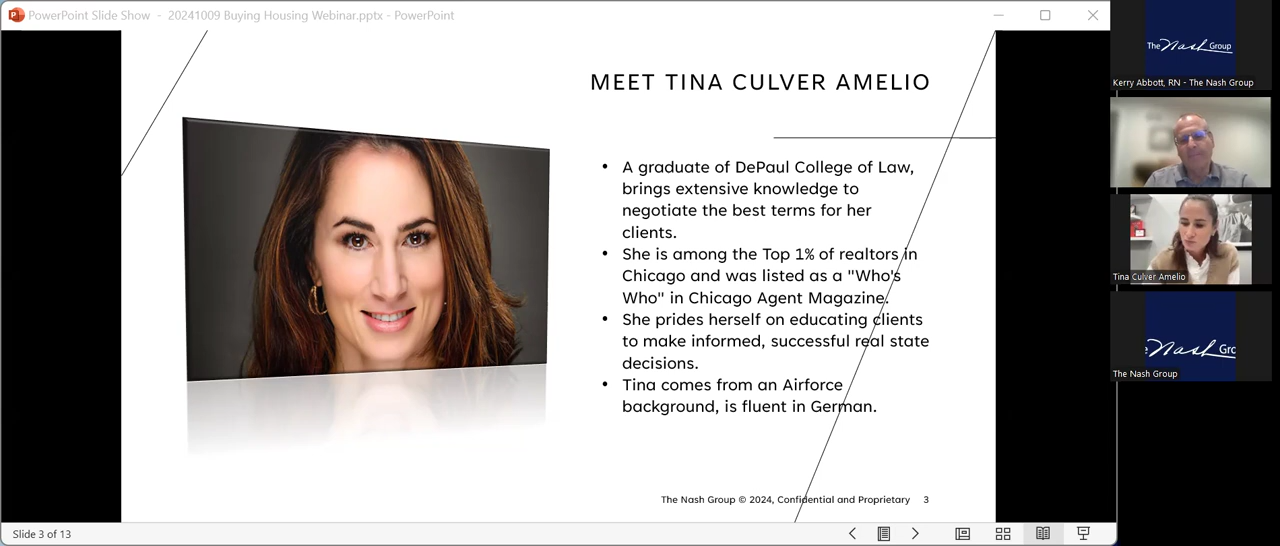 PowerPoint Slide Show - 20241009 Buying Housing Webinar.pptx - PowerPoint
MEET TINA CULVER AMELIO
• A graduate of DePaul College of Law,
brings extensive knowledge to
negotiate the best terms for her
clients.
• She is among the Top 1% of realtors in
Chicago and was listed as a "Who's
Who" in Chicago Agent Magazine.
• She prides herself on educating clients
to make informed, successful real state
decisions.
• Tina comes from an Airforce
background, is fluent in German.
The Nash Group © 2024, Confidential and Proprietary 3
Slide 3 of 13
The Nash Group
Kerry Abbott, RN - The Nash Group
Tina Culver Amelio
e Nash Grc
The Nash Group